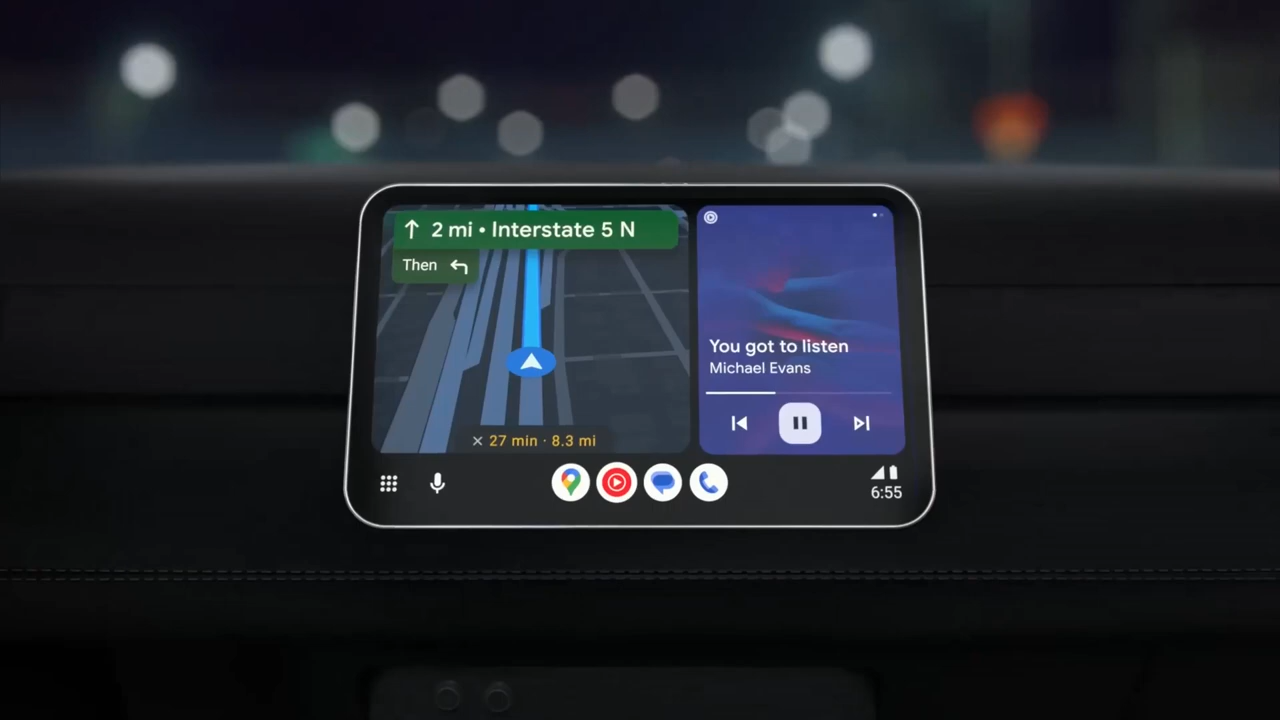 2 mi • Interstate 5 N
Then
27 min · 8.3 mi
You got to listen
Michael Evans
6:55